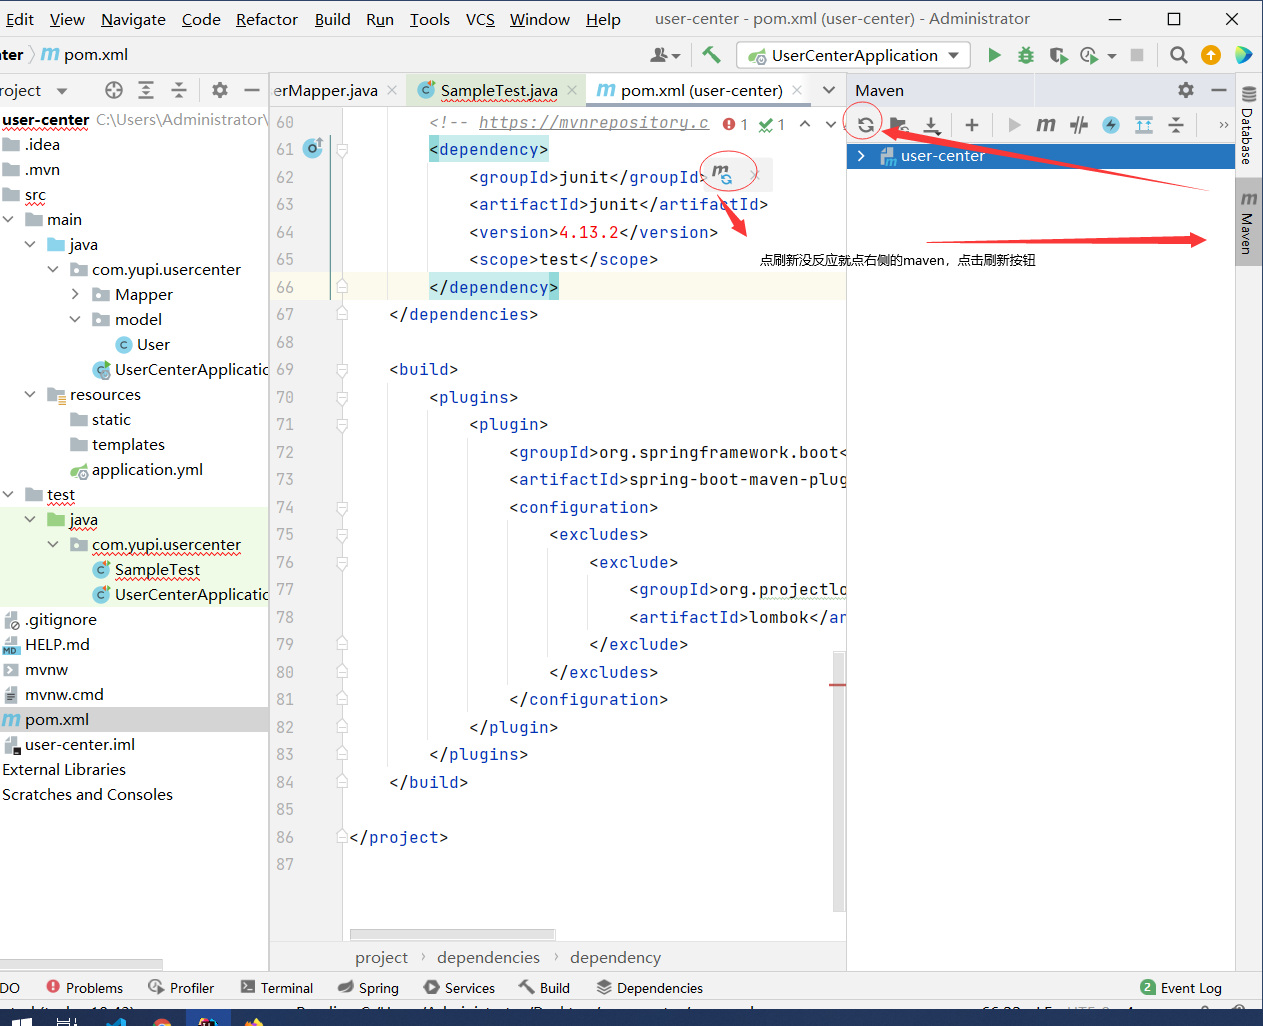 Edit View Navigate Code Refactor Build Run Tools VCS Window Help user-center - pom.xml (user-center) - Administrator
ter pom.xml
UserCenterApplication
roject
erMapper.java SampleTest.java pom.xml (user-center)
Maven
user-center C:\Users\Administrator\
.idea
.mvn
src
main
java
com.yupi.usercenter
Mapper
model
User
UserCenterApplicatic
resources
static
templates
application.yml
test
java
com.yupi.usercenter
SampleTest
UserCenterApplicatic
.gitignore
HELP.md
mvnw
mvnw.cmd
pom.xml
user-center.iml
External Libraries
Scratches and Consoles
60 <!-- https://mvnrepository.c 1 1
61 <dependency>
62 <groupId>junit</groupId>
63 <artifactId>junit</artifactId>
64 <version>4.13.2</version>
65 <scope>test</scope>
66 </dependency>
67 </dependencies>
68
69 <build>
70 <plugins>
71 <plugin>
72 <groupId>org.springframework.boot<
73 <artifactId>spring-boot-maven-plug
74 <configuration>
75 <excludes>
76 <exclude>
77 <groupId>org.projectlo
78 <artifactId>lombok</ar
79 </exclude>
80 </excludes>
81 </configuration>
82 </plugin>
83 </plugins>
84 </build>
85
86 </project>
87
user-center
点刷新没反应就点右侧的maven，点击刷新按钮
Database
Maven
project › dependencies › dependency
DO Problems Profiler Terminal Spring Services Build Dependencies 2 Event Log